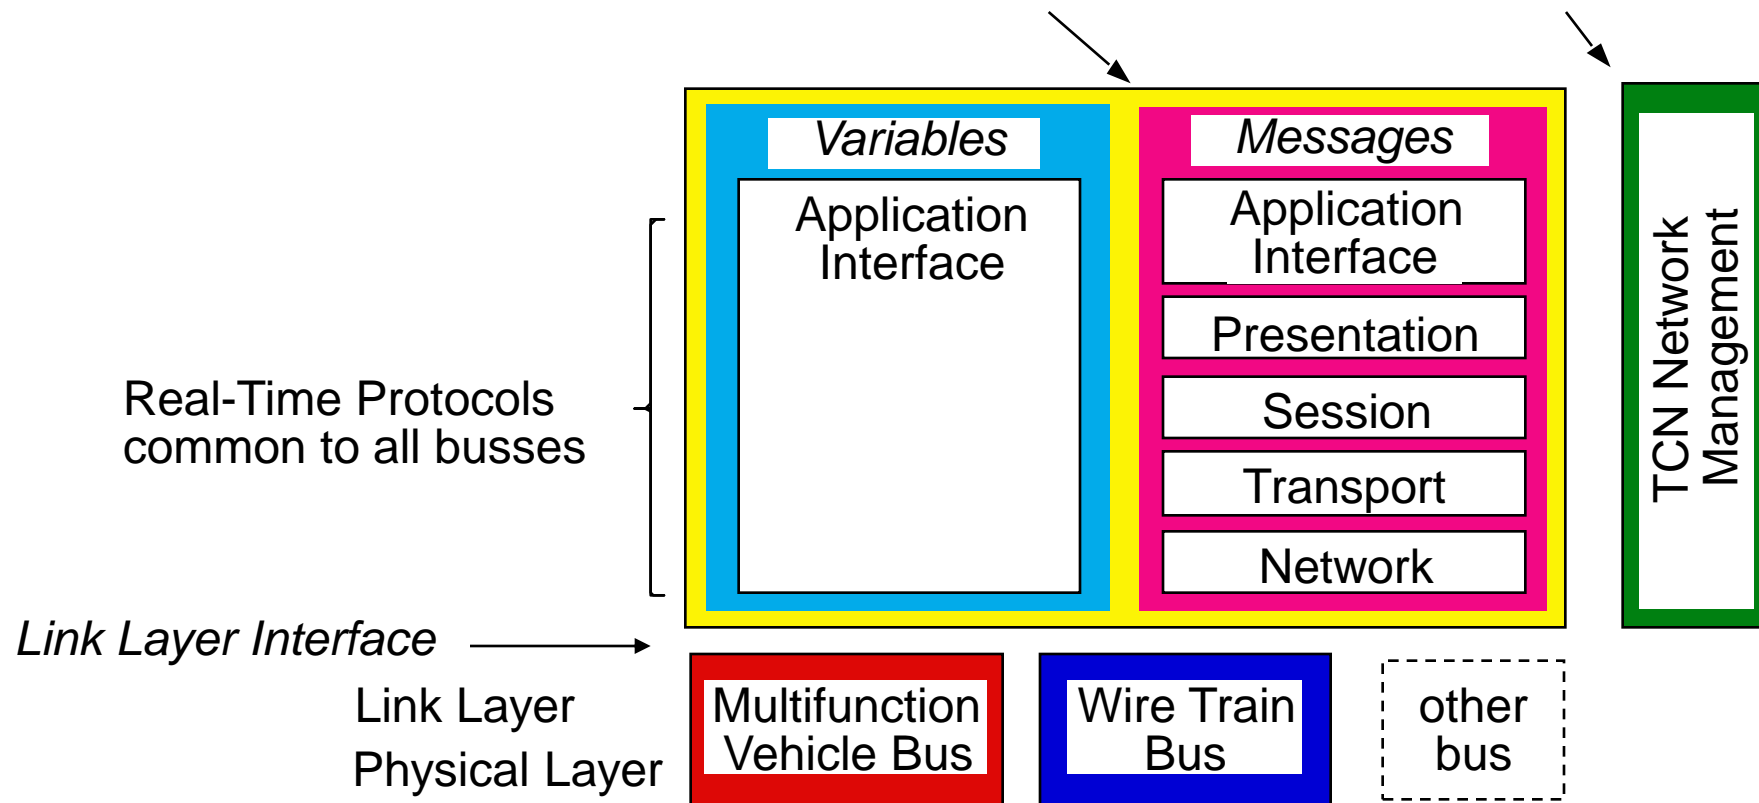 Variables
Messages
Application
Interface
Application
Interface
Presentation
Session
Transport
Network
TCN Network
Management
Real-Time Protocols
common to all busses
Link Layer Interface
Link Layer
Physical Layer
Multifunction
Vehicle Bus
Wire Train
Bus
other
bus